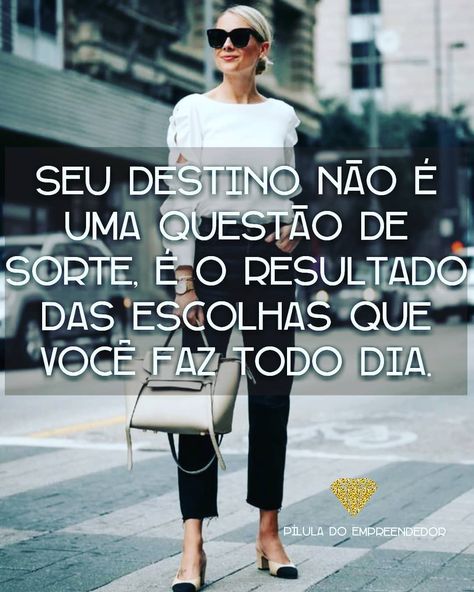 SEU DESTINO NÃO É
UMA QUESTÃO DE
SORTE, É O RESULTADO
DAS ESCOLHAS QUE
VOCÊ FAZ TODO DIA.
PÍLULA DO EMPREENDEDOR